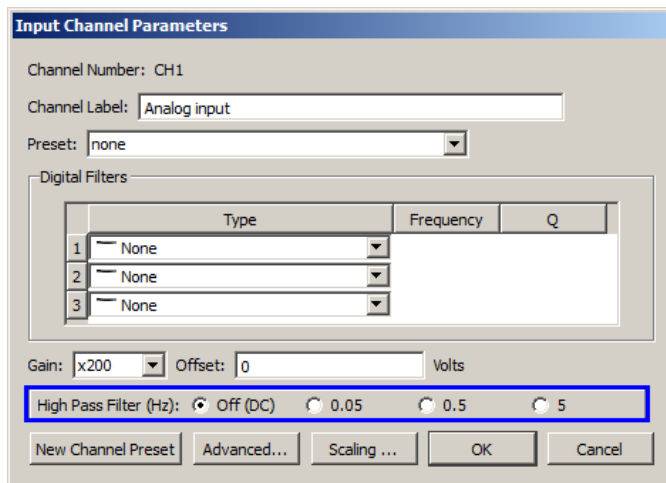 Input Channel Parameters
Channel Number: CH1
Channel Label: Analog input
Preset: none
Digital Filters
Type Frequency Q
1 None
2 None
3 None
Gain: x200 Offset: 0 Volts
High Pass Filter (Hz): Off (DC) 0.05 0.5 5
New Channel Preset Advanced... Scaling ... OK Cancel